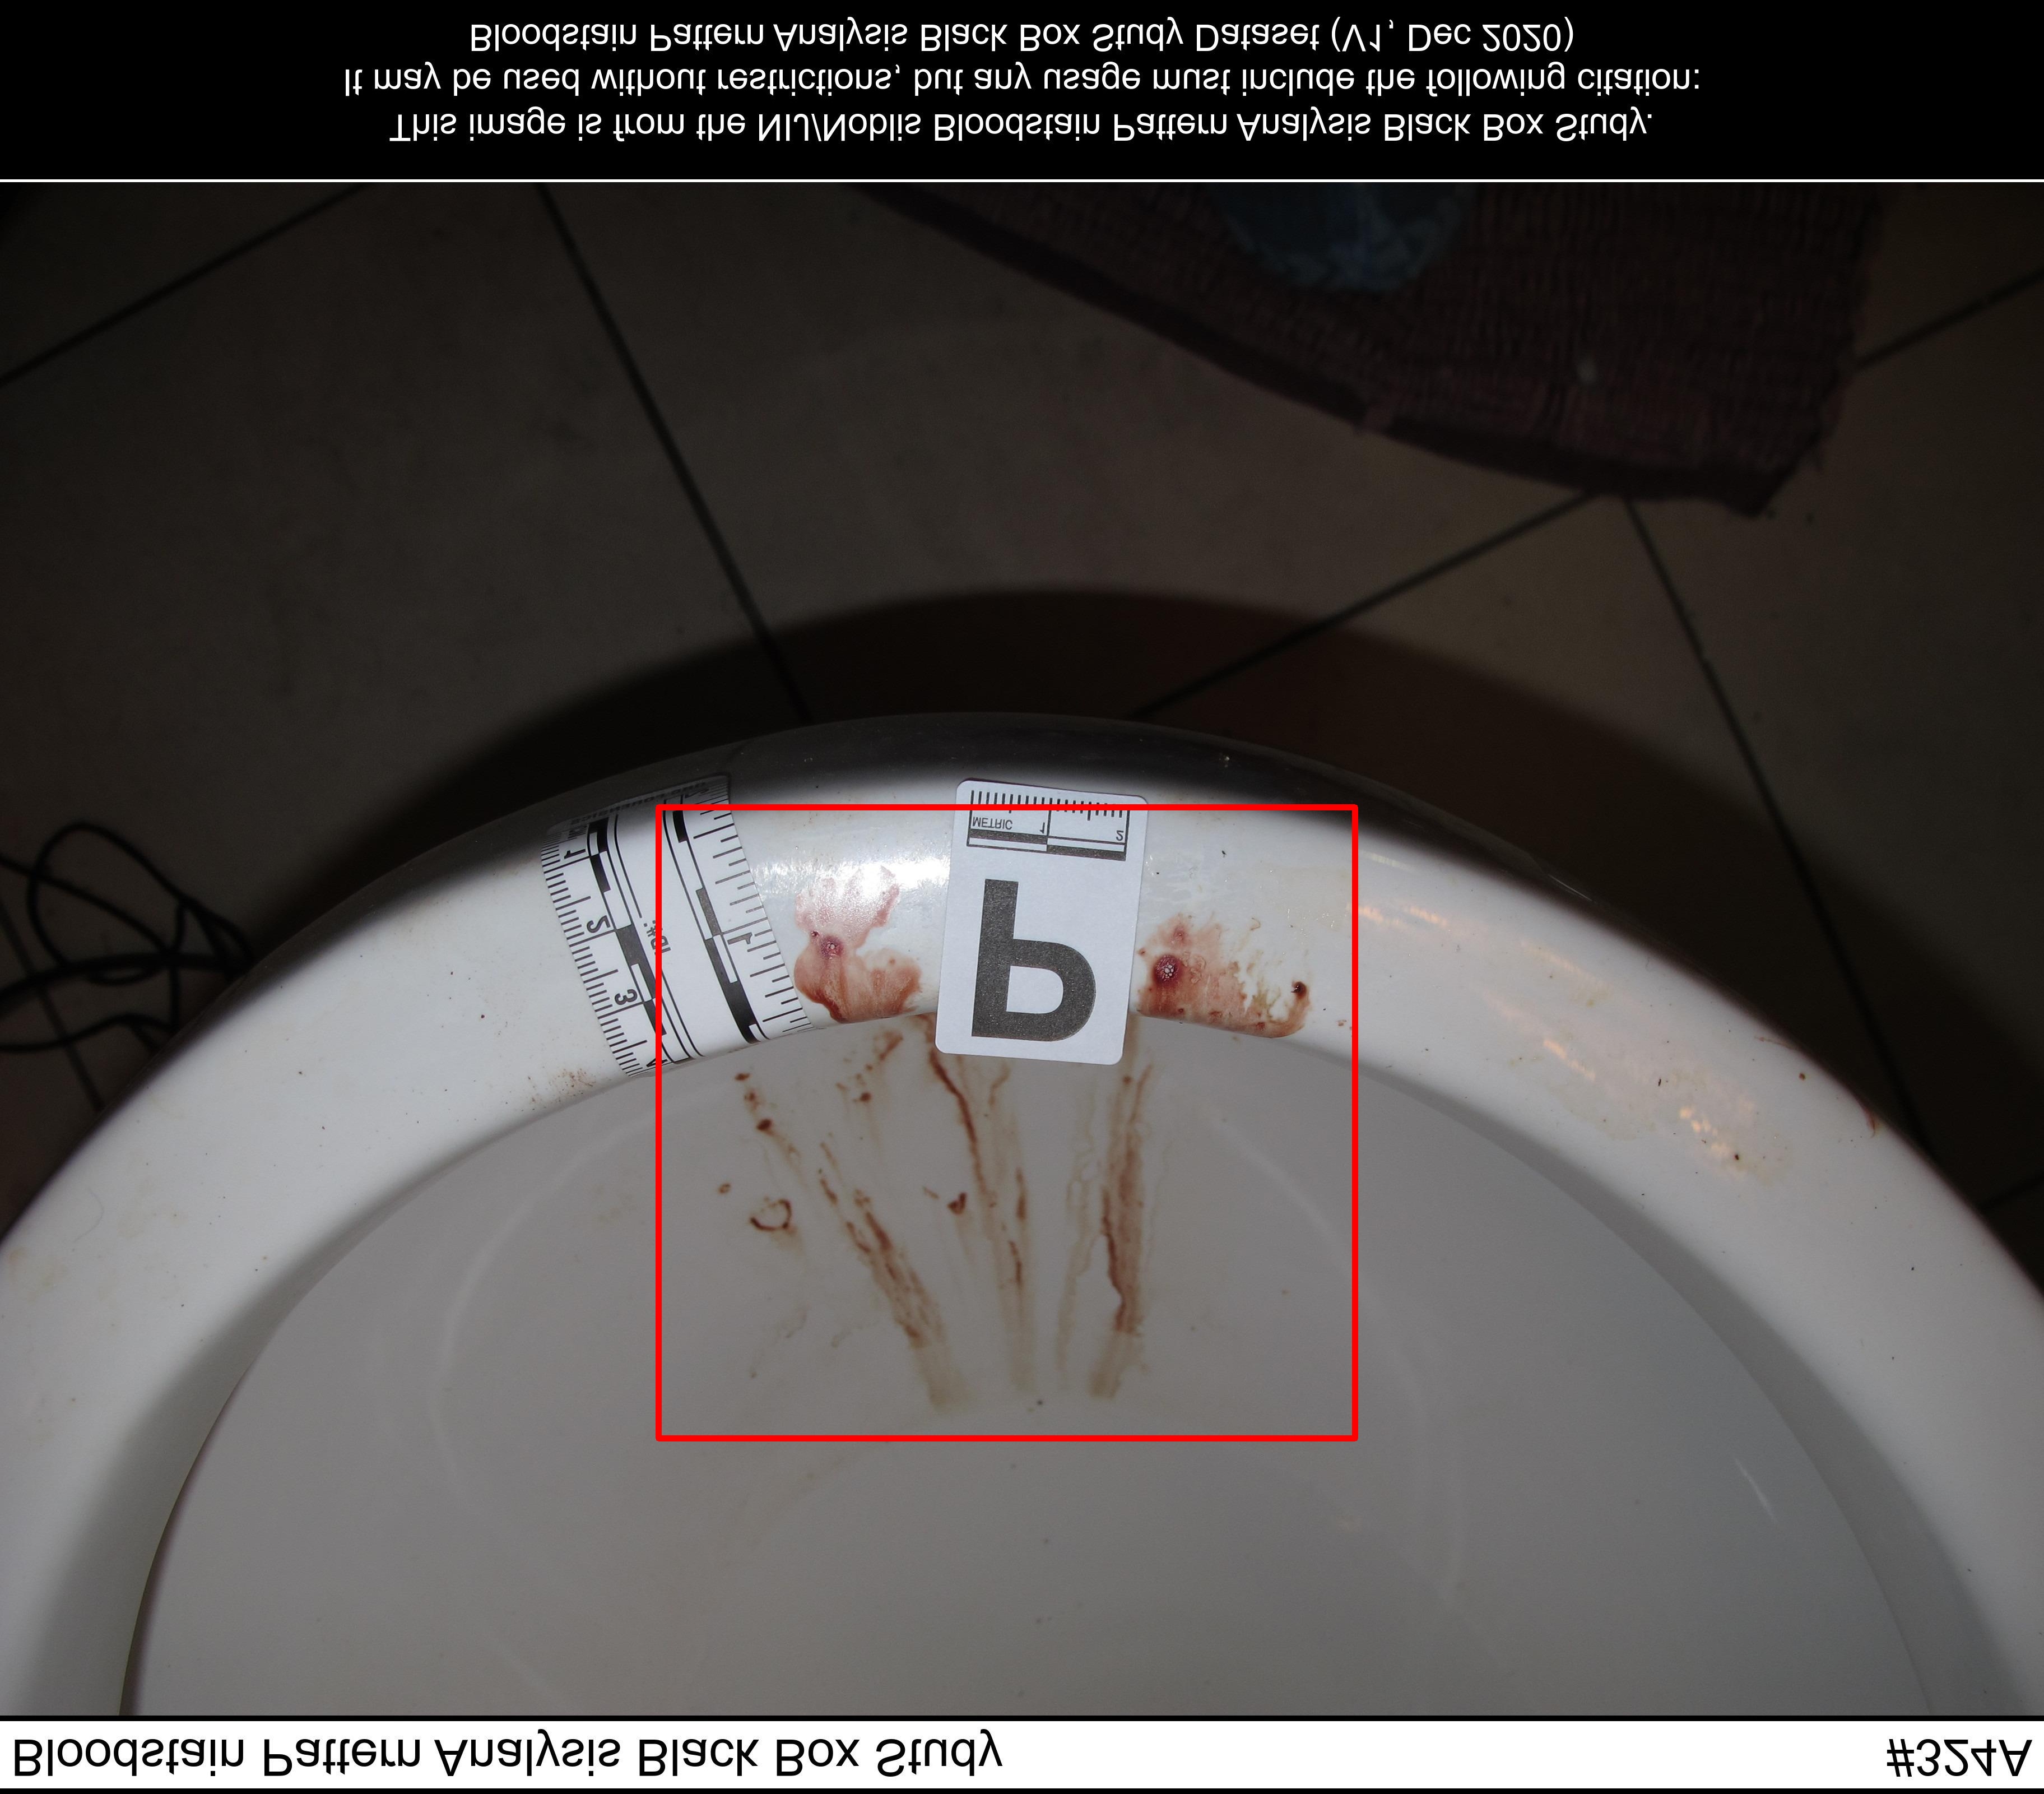 Bloodstain Pattern Analysis Black Box Study #324A
ID#:
1
2
3
1
P
METRIC 1 2
This image is from the NIJ/Noblis Bloodstain Pattern Analysis Black Box Study.
It may be used without restrictions, but any usage must include the following citation:
Bloodstain Pattern Analysis Black Box Study Dataset (V1, Dec 2020)